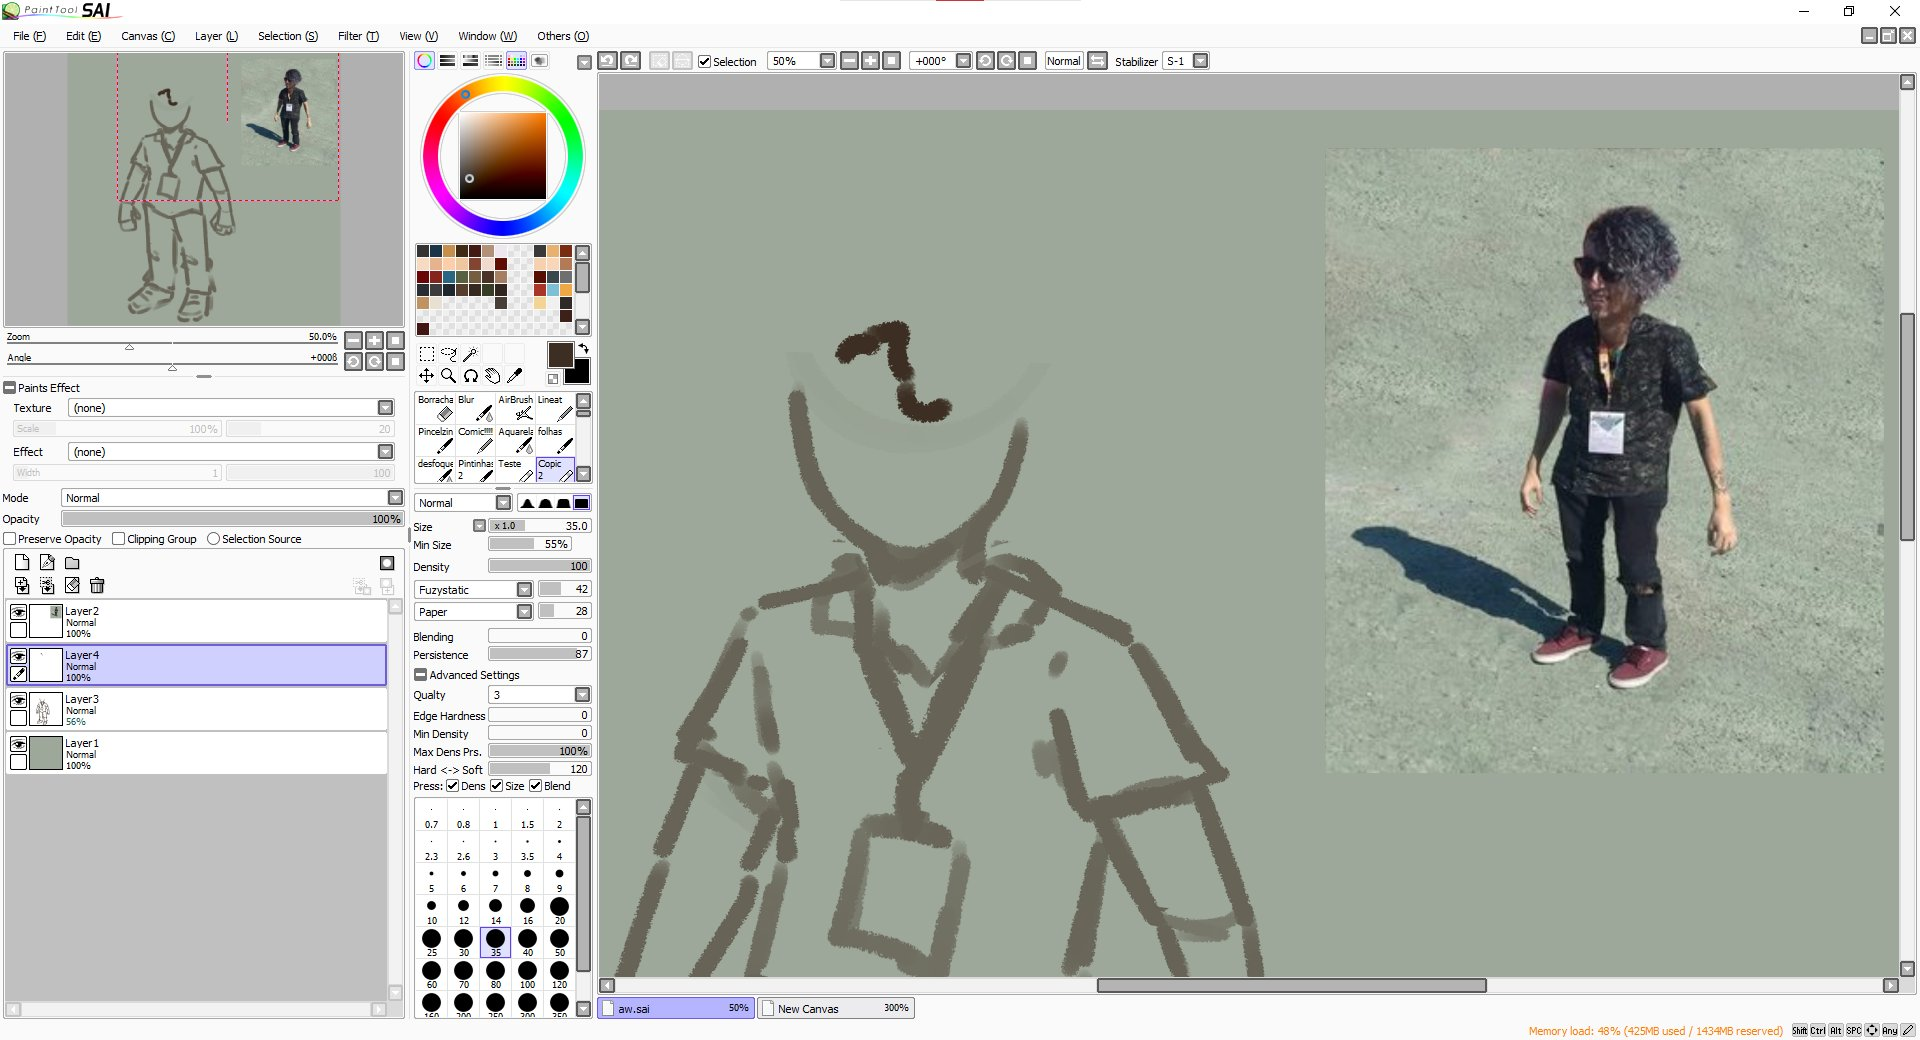 PaintTool SAI
File (F) Edit (E) Canvas (C) Layer (L) Selection (S) Filter (T) View (V) Window (W) Others (O)
Selection 50% +000° Normal Stabilizer S-1
Zoom 50.0%
Angle +000ß
Paints Effect
Texture (none)
Scale 100% 20
Effect (none)
Width 1 100
Mode Normal
Opacity 100%
Preserve Opacity Clipping Group Selection Source
Layer2
Normal
100%
Layer4
Normal
100%
Layer3
Normal
56%
Layer1
Normal
100%
Borracha Blur AirBrush Lineat
Pincelzin Comic!!!! Aquarela folhas
desfoque Pintinhas 2 Teste Copic 2
Normal
Size x 1.0 35.0
Min Size 55%
Density 100
Fuzystatic 42
Paper 28
Blending 0
Persistence 87
Advanced Settings
Qualty 3
Edge Hardness 0
Min Density 0
Max Dens Prs. 100%
Hard <-> Soft 120
Press: Dens Size Blend
0.7 0.8 1 1.5 2
2.3 2.6 3 3.5 4
5 6 7 8 9
10 12 14 16 20
25 30 35 40 50
60 70 80 100 120
160 200 250 300 350
aw.sai 50% New Canvas 300%
Memory load: 48% (425MB used / 1434MB reserved) Shift Ctrl Alt SPC Any